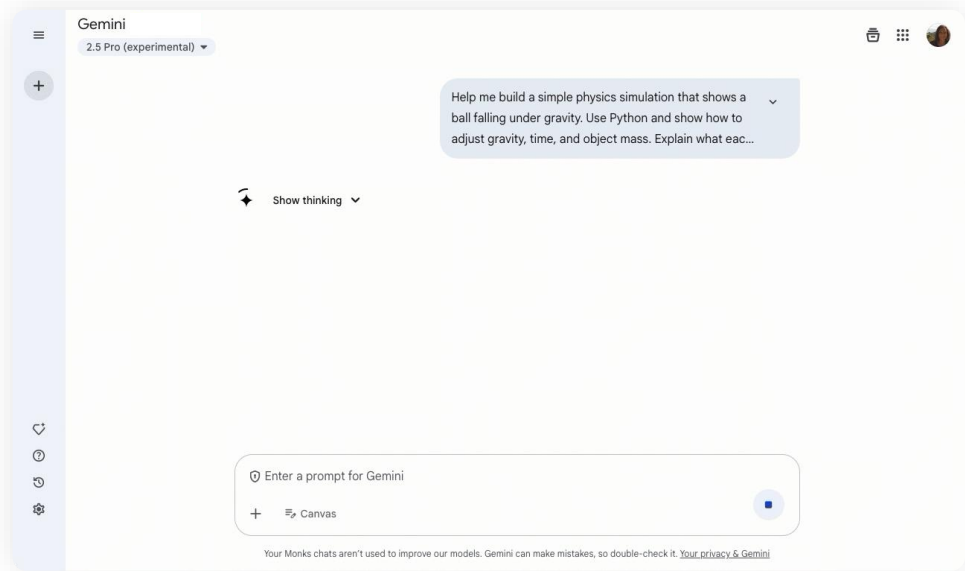 Gemini
2.5 Pro (experimental)
Help me build a simple physics simulation that shows a
ball falling under gravity. Use Python and show how to
adjust gravity, time, and object mass. Explain what eac...
Show thinking
Enter a prompt for Gemini
Canvas
Your Monks chats aren't used to improve our models. Gemini can make mistakes, so double-check it. Your privacy & Gemini